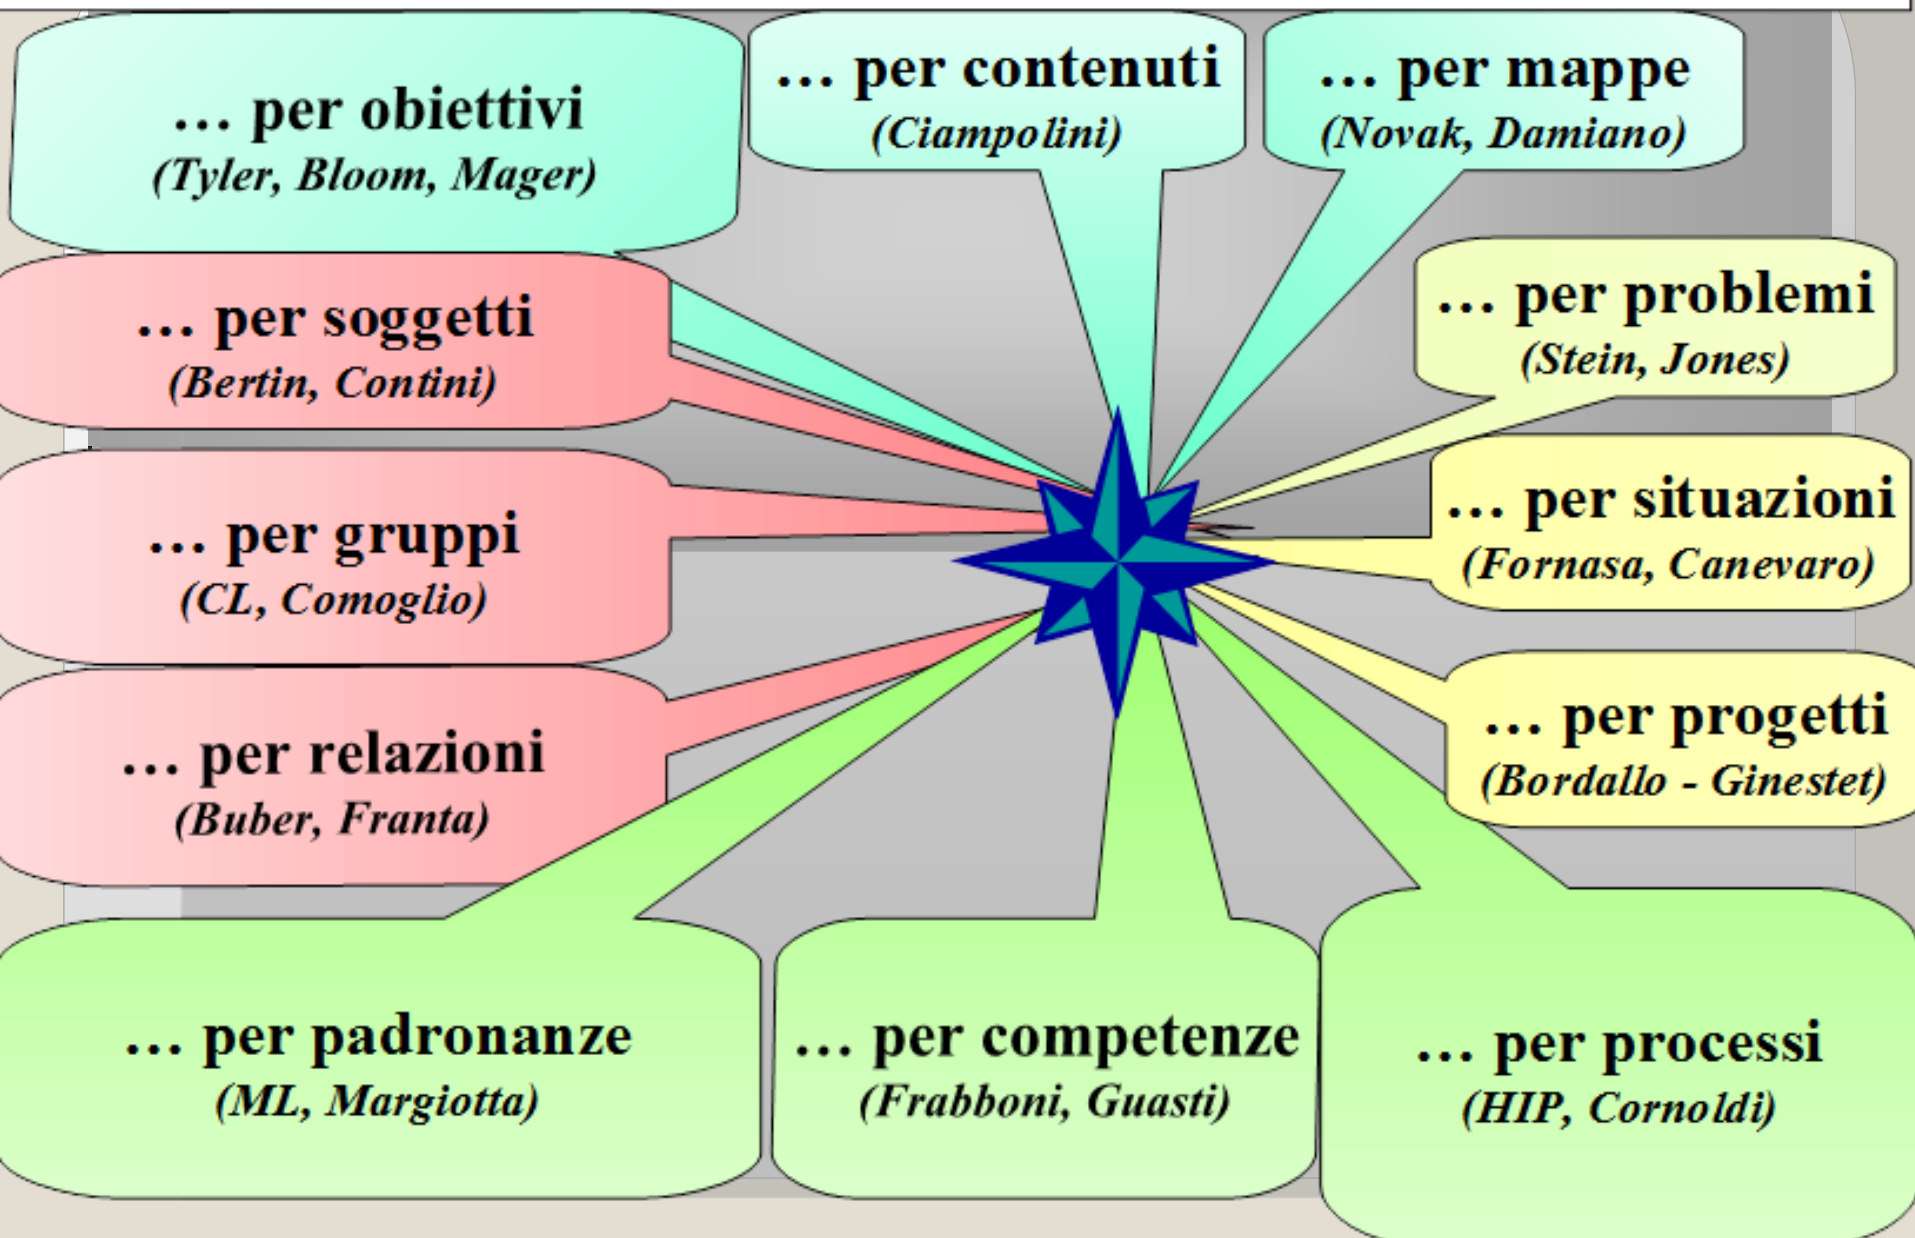 … per obiettivi
(Tyler, Bloom, Mager)
… per contenuti
(Ciampolini)
… per mappe
(Novak, Damiano)
… per soggetti
(Bertin, Contini)
… per problemi
(Stein, Jones)
… per gruppi
(CL, Comoglio)
… per situazioni
(Fornasa, Canevaro)
… per relazioni
(Buber, Franta)
… per progetti
(Bordallo - Ginestet)
… per padronanze
(ML, Margiotta)
… per competenze
(Frabboni, Guasti)
… per processi
(HIP, Cornoldi)